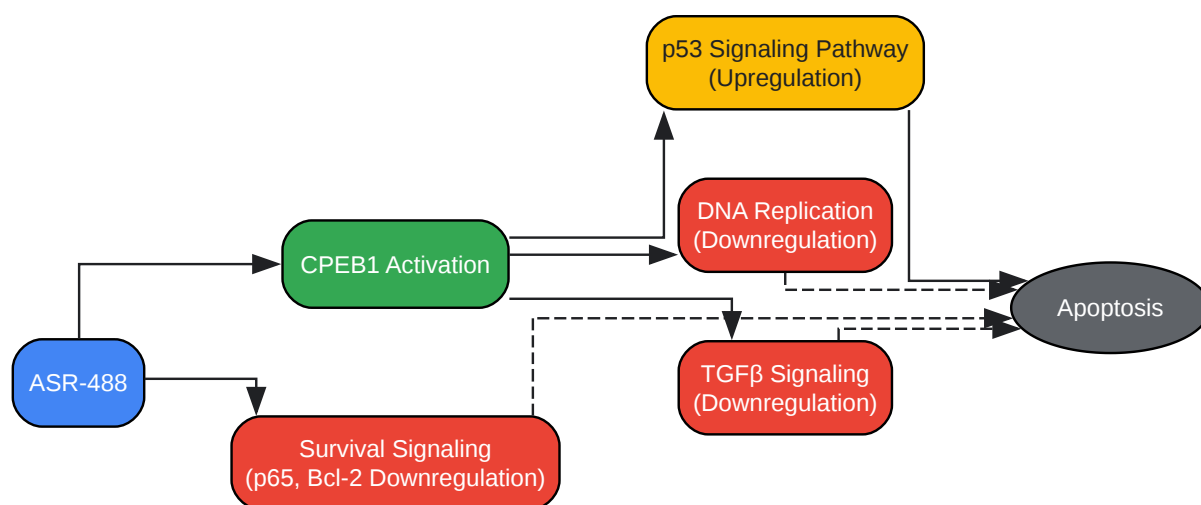 p53 Signaling Pathway
(Upregulation)
DNA Replication
(Downregulation)
CPEB1 Activation
Apoptosis
ASR-488
TGFβ Signaling
(Downregulation)
Survival Signaling
(p65, Bcl-2 Downregulation)